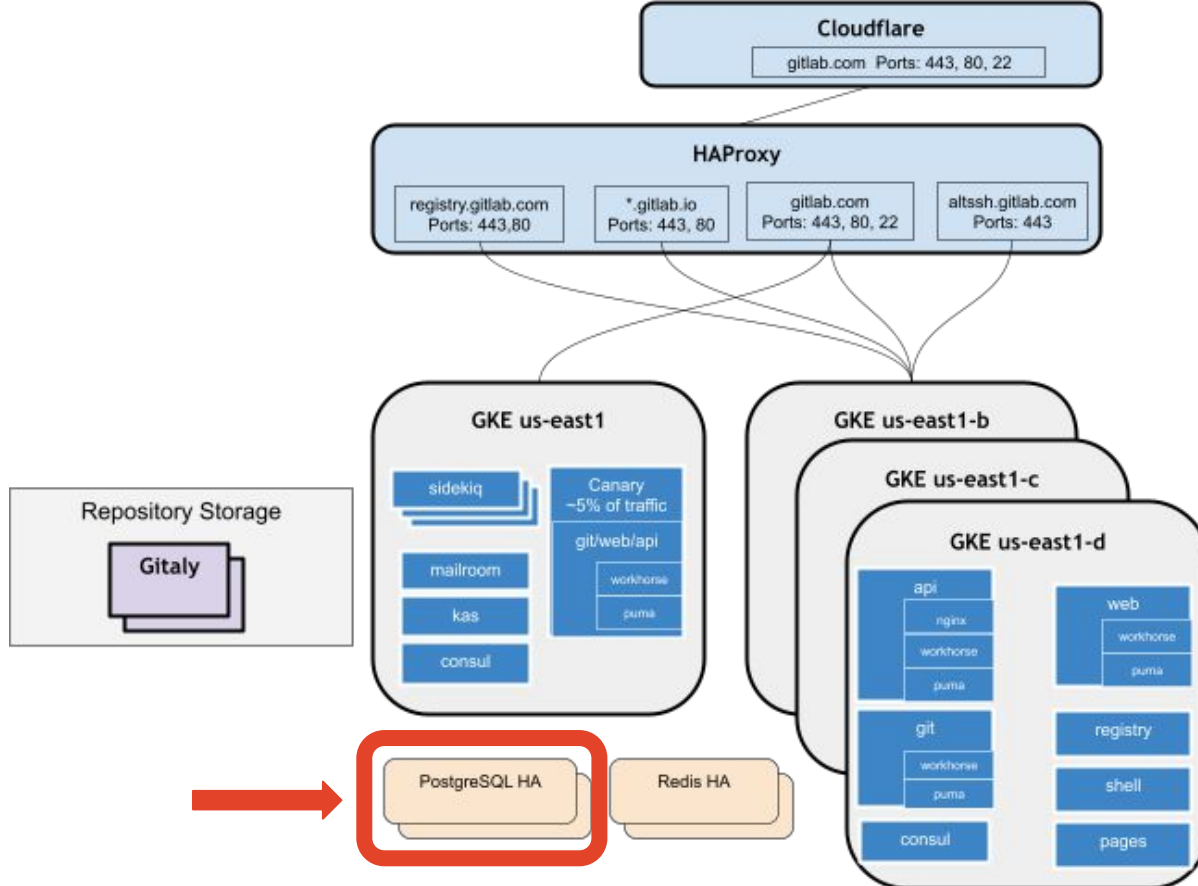 Cloudflare
gitlab.com Ports: 443, 80, 22
HAProxy
registry.gitlab.com
Ports: 443,80
*.gitlab.io
Ports: 443, 80
gitlab.com
Ports: 443, 80, 22
altssh.gitlab.com
Ports: 443
Repository Storage
Gitaly
GKE us-east1
sidekiq
mailroom
kas
consul
Canary
~5% of traffic
git/web/api
workhorse
puma
GKE us-east1-b
GKE us-east1-c
GKE us-east1-d
api
nginx
workhorse
puma
git
workhorse
puma
consul
web
workhorse
puma
registry
shell
pages
PostgreSQL HA
Redis HA